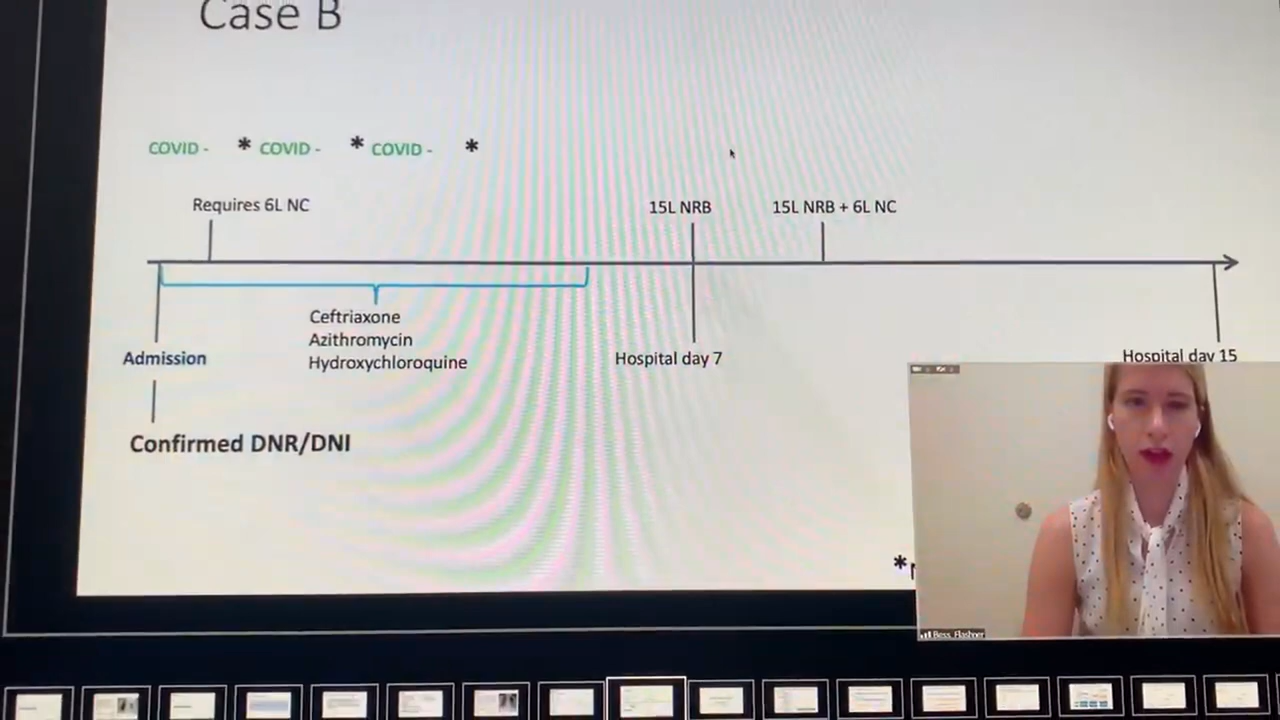 Case B
COVID - * COVID - * COVID - *
Requires 6L NC
15L NRB
15L NRB + 6L NC
Ceftriaxone
Azithromycin
Hydroxychloroquine
Admission
Hospital day 7
Hospital day 15
Confirmed DNR/DNI
*
Bess_Flashner